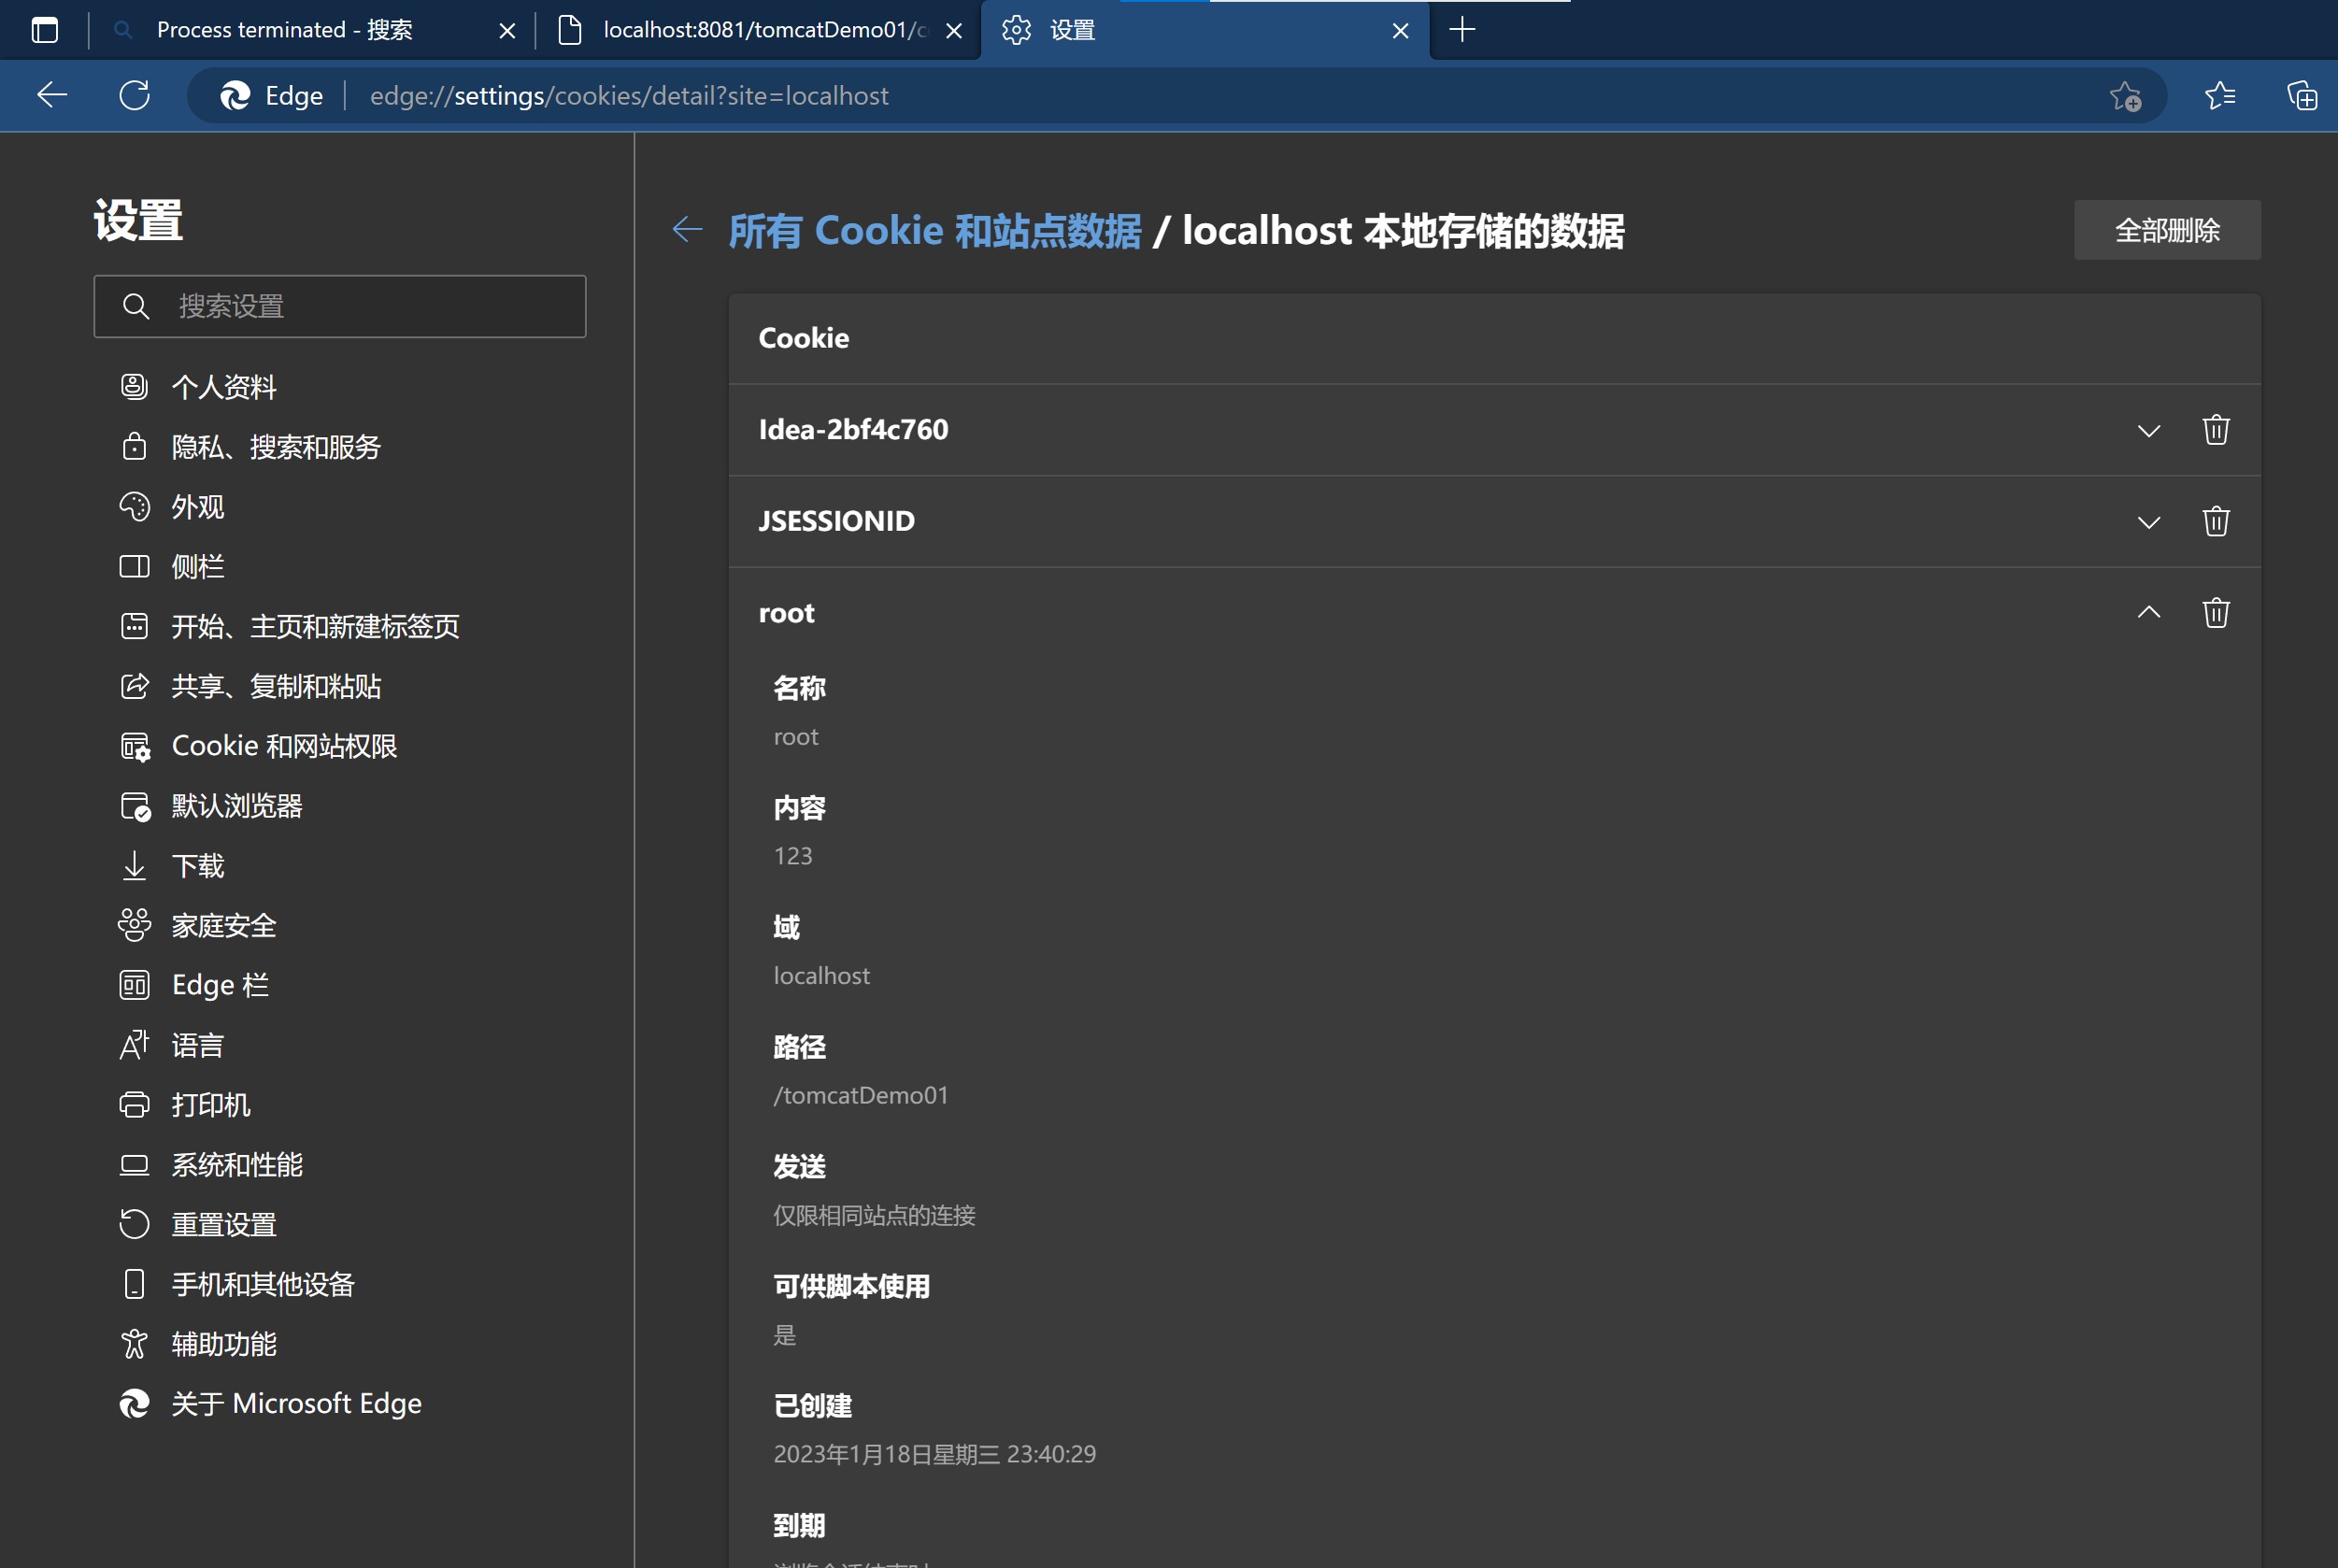 Process terminated - 搜索
localhost:8081/tomcatDemo01/c
设置
Edge
edge://settings/cookies/detail?site=localhost
设置
搜索设置
个人资料
隐私、搜索和服务
外观
侧栏
开始、主页和新建标签页
共享、复制和粘贴
Cookie 和网站权限
默认浏览器
下载
家庭安全
Edge 栏
语言
打印机
系统和性能
重置设置
手机和其他设备
辅助功能
关于 Microsoft Edge
所有 Cookie 和站点数据 / localhost 本地存储的数据
全部删除
Cookie
Idea-2bf4c760
JSESSIONID
root
名称
root
内容
123
域
localhost
路径
/tomcatDemo01
发送
仅限相同站点的连接
可供脚本使用
是
已创建
2023年1月18日星期三 23:40:29
到期